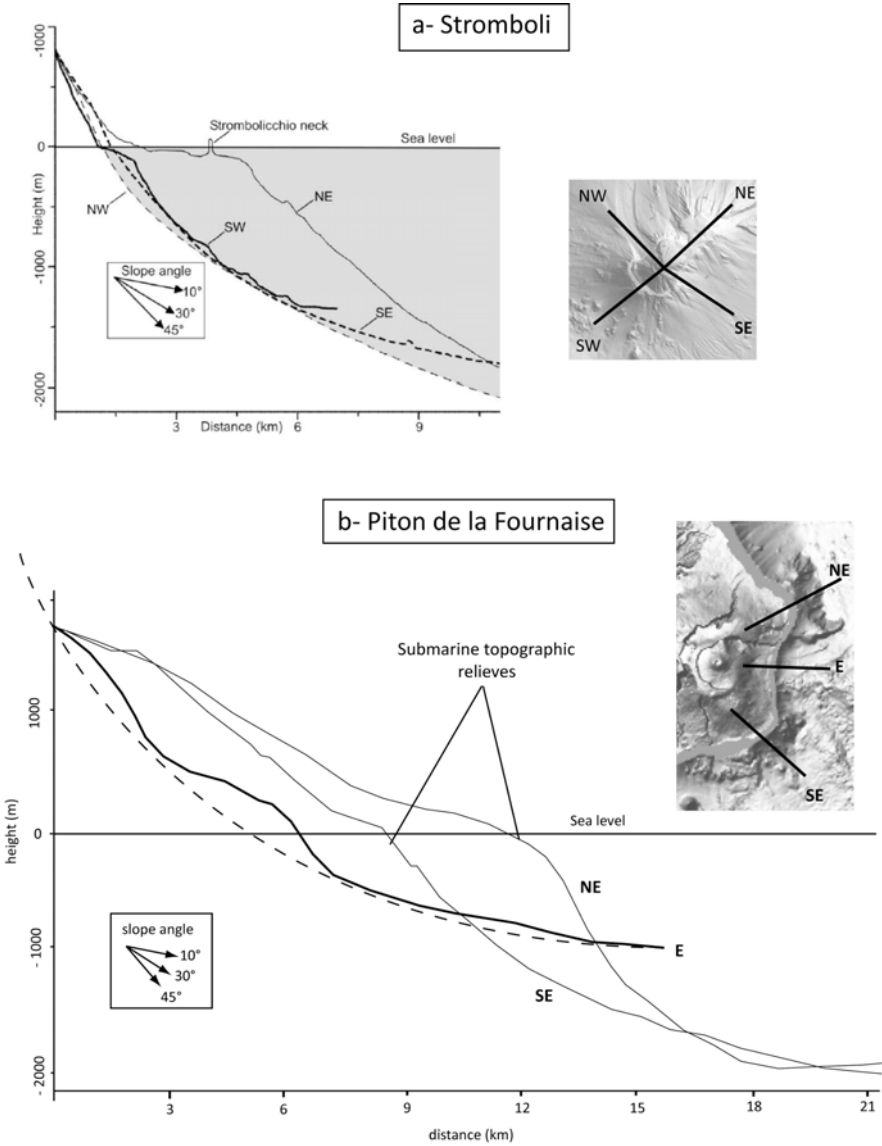 a- Stromboli
-1000
Strombolicchio neck
Sea level
0
Height (m)
NW
NE
SW
Slope angle
10°
30°
45°
-1000
SE
-2000
3
Distance (km)
6
9
NW
NE
SW
SE
b- Piton de la Fournaise
NE
E
SE
Submarine topographic
relieves
1000
Sea level
0
height (m)
NE
slope angle
10°
30°
45°
- 1000
E
SE
- 2000
3
6
9
12
15
18
21
distance (km)